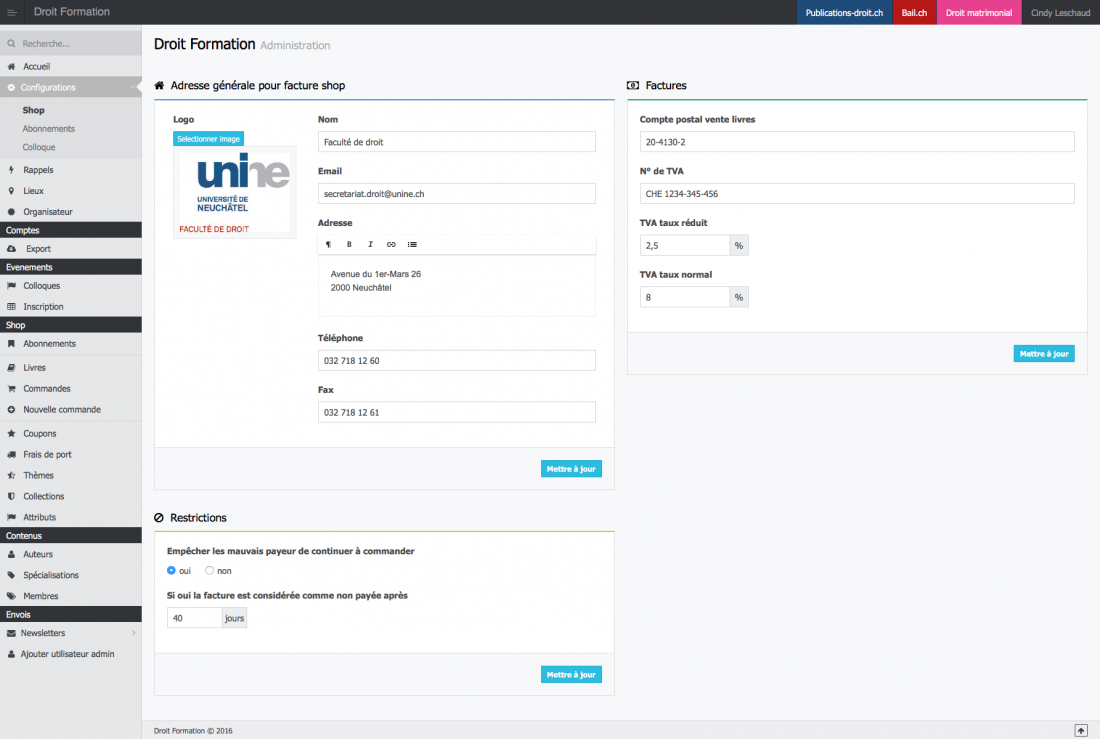 Droit Formation
Publications-droit.ch
Bail.ch
Droit matrimonial
Cindy Leschaud
Recherche...
Accueil
Configurations
Shop
Abonnements
Colloque
Rappels
Lieux
Organisateur
Comptes
Export
Evenements
Colloques
Inscription
Shop
Abonnements
Livres
Commandes
Nouvelle commande
Coupons
Frais de port
Thèmes
Collections
Attributs
Contenus
Auteurs
Spécialisations
Membres
Envois
Newsletters
Ajouter utilisateur admin
Droit Formation Administration
Adresse générale pour facture shop
Logo
Selectionner image
unine
UNIVERSITÉ DE
NEUCHÂTEL
FACULTÉ DE DROIT
Nom
Faculté de droit
Email
secretariat.droit@unine.ch
Adresse
¶ B I
Avenue du 1er-Mars 26
2000 Neuchâtel
Téléphone
032 718 12 60
Fax
032 718 12 61
Mettre à jour
Factures
Compte postal vente livres
20-4130-2
N° de TVA
CHE 1234-345-456
TVA taux réduit
2,5 %
TVA taux normal
8 %
Mettre à jour
Restrictions
Empêcher les mauvais payeur de continuer à commander
oui non
Si oui la facture est considérée comme non payée après
40 jours
Mettre à jour
Droit Formation © 2016